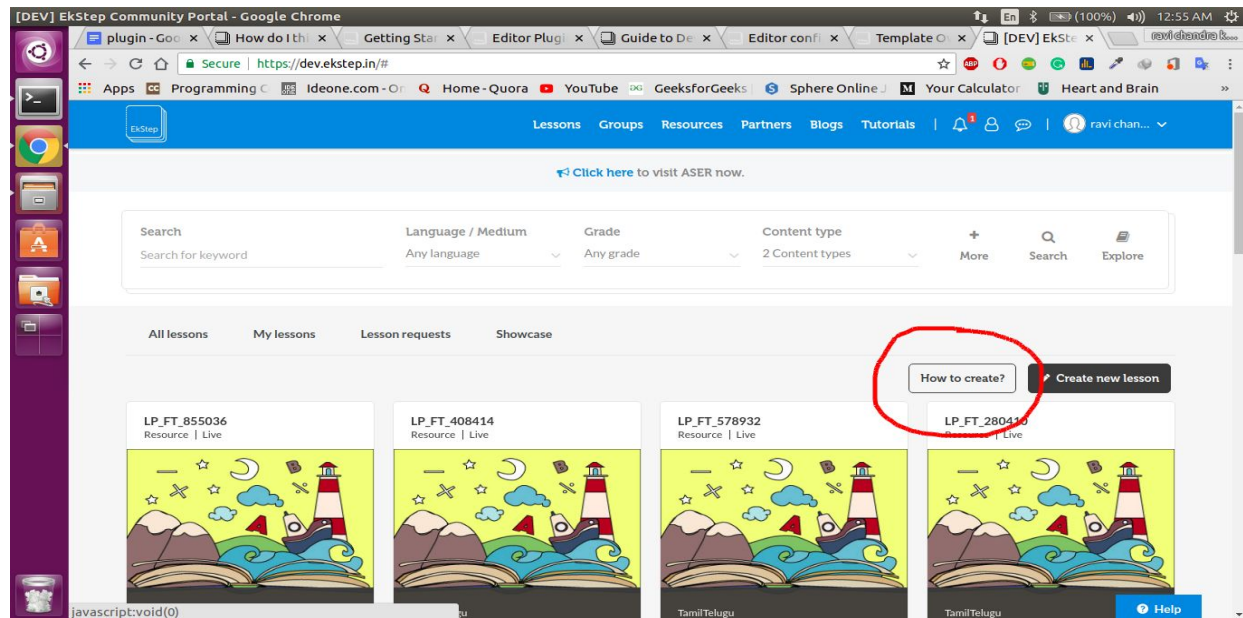 [DEV] EkStep Community Portal - Google Chrome En (100%) 12:55 AM
plugin - Goo How do I thi Getting Star Editor Plugi Guide to De Editor confi Template O [DEV] EkSte ravi chandra k...
Secure | https://dev.ekstep.in/#
Apps Programming C Ideone.com - Or Home - Quora YouTube GeeksforGeeks Sphere Online J Your Calculator Heart and Brain »
EkStep Lessons Groups Resources Partners Blogs Tutorials | 1 | ravi chan...
Click here to visit ASER now.
Search Language / Medium Grade Content type
Search for keyword Any language Any grade 2 Content types More Search Explore
All lessons My lessons Lesson requests Showcase
How to create? Create new lesson
LP_FT_855036 LP_FT_408414 LP_FT_578932 LP_FT_280410
Resource | Live Resource | Live Resource | Live Resource | Live
B B B B
A A A A
javascript:void(0) gu TamilTelugu TamilTelugu Help